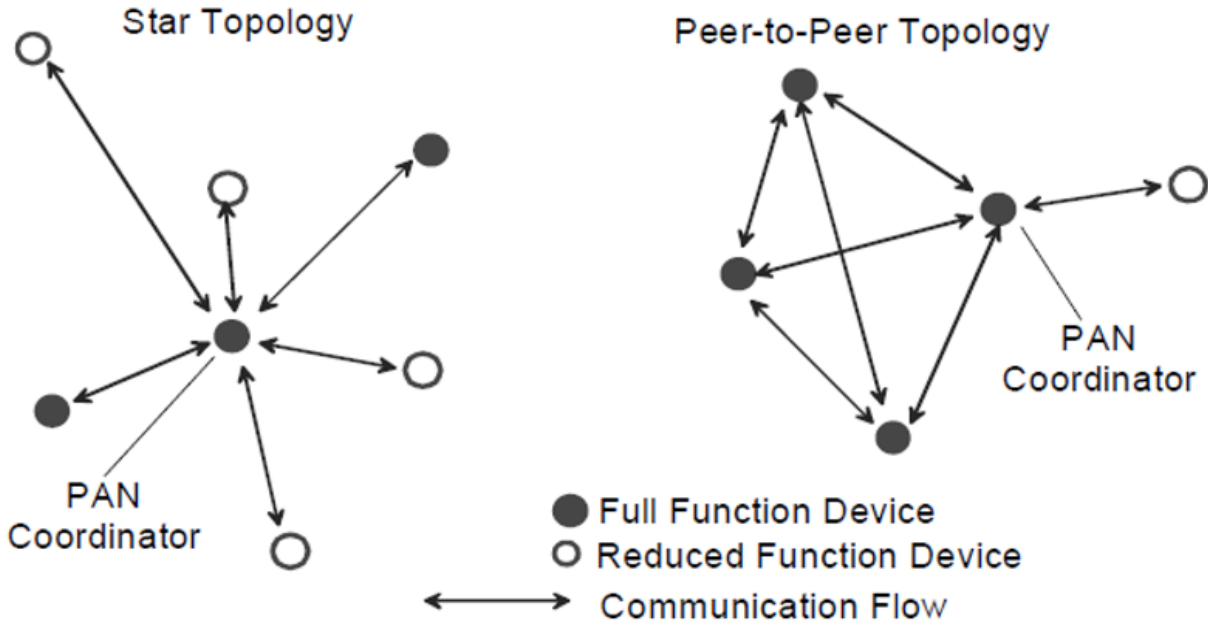 Star Topology
Peer-to-Peer Topology
PAN
Coordinator
PAN
Coordinator
Full Function Device
Reduced Function Device
Communication Flow